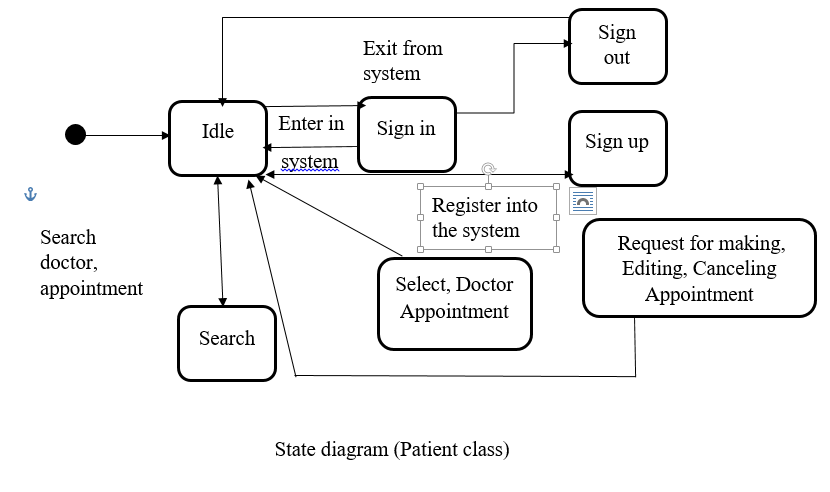 Sign
out
Exit from
system
Idle
Enter in
system
Sign in
Sign up
Register into
the system
Search
doctor,
appointment
Request for making,
Editing, Canceling
Appointment
Select, Doctor
Appointment
Search
State diagram (Patient class)